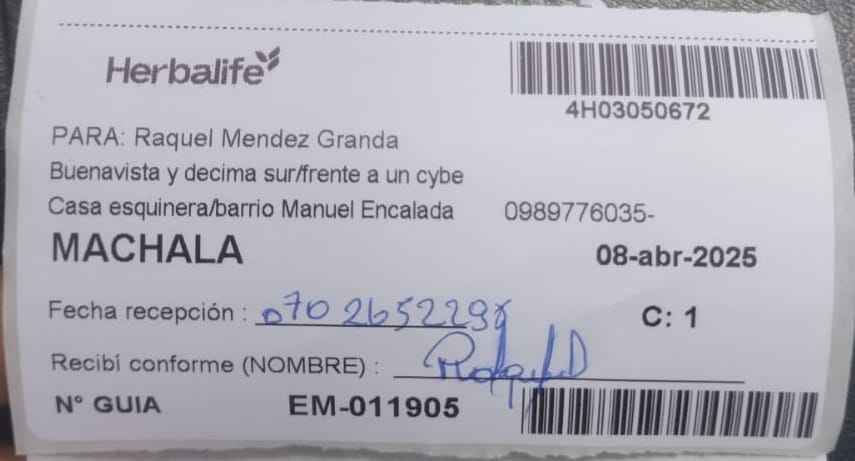 Herbalife
4H03050672
PARA: Raquel Mendez Granda
Buenavista y decima sur/frente a un cybe
Casa esquinera/barrio Manuel Encalada 0989776035-
MACHALA 08-abr-2025
Fecha recepción : C: 1
Recibí conforme (NOMBRE) :
N° GUIA EM-011905